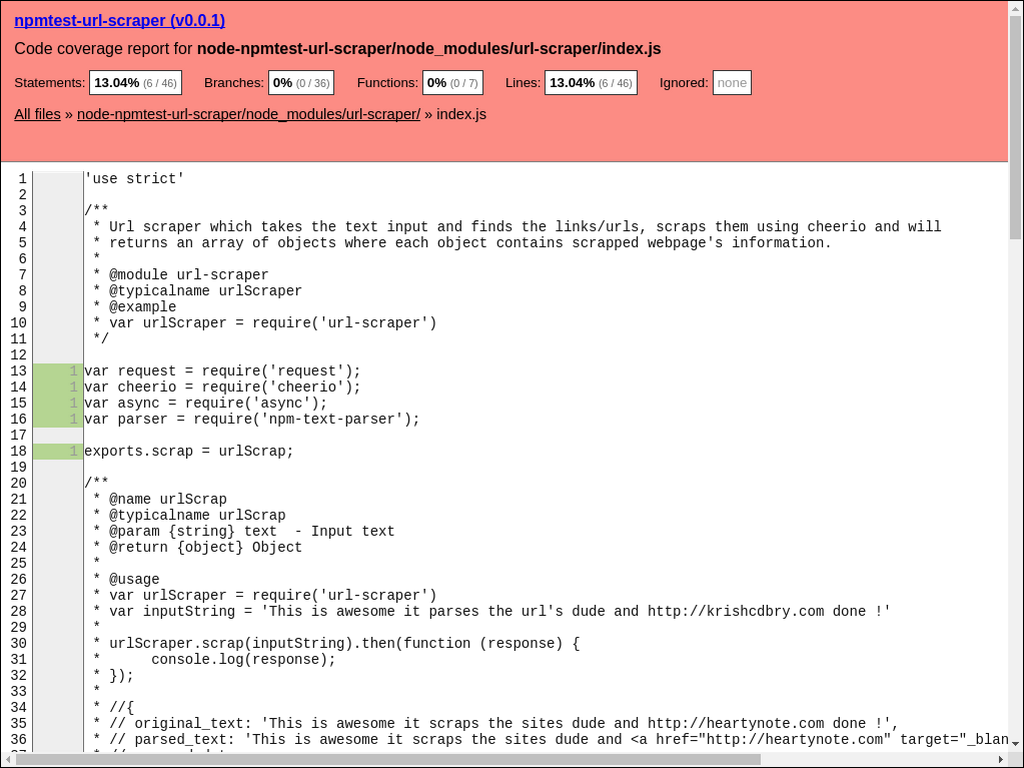 npmtest-url-scraper (v0.0.1)
Code coverage report for node-npmtest-url-scraper/node_modules/url-scraper/index.js
Statements: 13.04% (6 / 46) Branches: 0% (0 / 36) Functions: 0% (0 / 7) Lines: 13.04% (6 / 46) Ignored: none
All files » node-npmtest-url-scraper/node_modules/url-scraper/ » index.js
1 'use strict'
2
3 /**
4 * Url scraper which takes the text input and finds the links/urls, scraps them using cheerio and will
5 * returns an array of objects where each object contains scrapped webpage's information.
6 *
7 * @module url-scraper
8 * @typicalname urlScraper
9 * @example
10 * var urlScraper = require('url-scraper')
11 */
12
13 1 var request = require('request');
14 1 var cheerio = require('cheerio');
15 1 var async = require('async');
16 1 var parser = require('npm-text-parser');
17
18 1 exports.scrap = urlScrap;
19
20 /**
21 * @name urlScrap
22 * @typicalname urlScrap
23 * @param {string} text  - Input text
24 * @return {object} Object
25 *
26 * @usage
27 * var urlScraper = require('url-scraper')
28 * var inputString = 'This is awesome it parses the url's dude and http://krishcdbry.com done !'
29 *
30 * urlScraper.scrap(inputString).then(function (response) {
31 *      console.log(response);
32 * });
33 *
34 * //{
35 * // original_text: 'This is awesome it scraps the sites dude and http://heartynote.com done !',
36 * // parsed_text: 'This is awesome it scraps the sites dude and <a href="http://heartynote.com" target="_blan